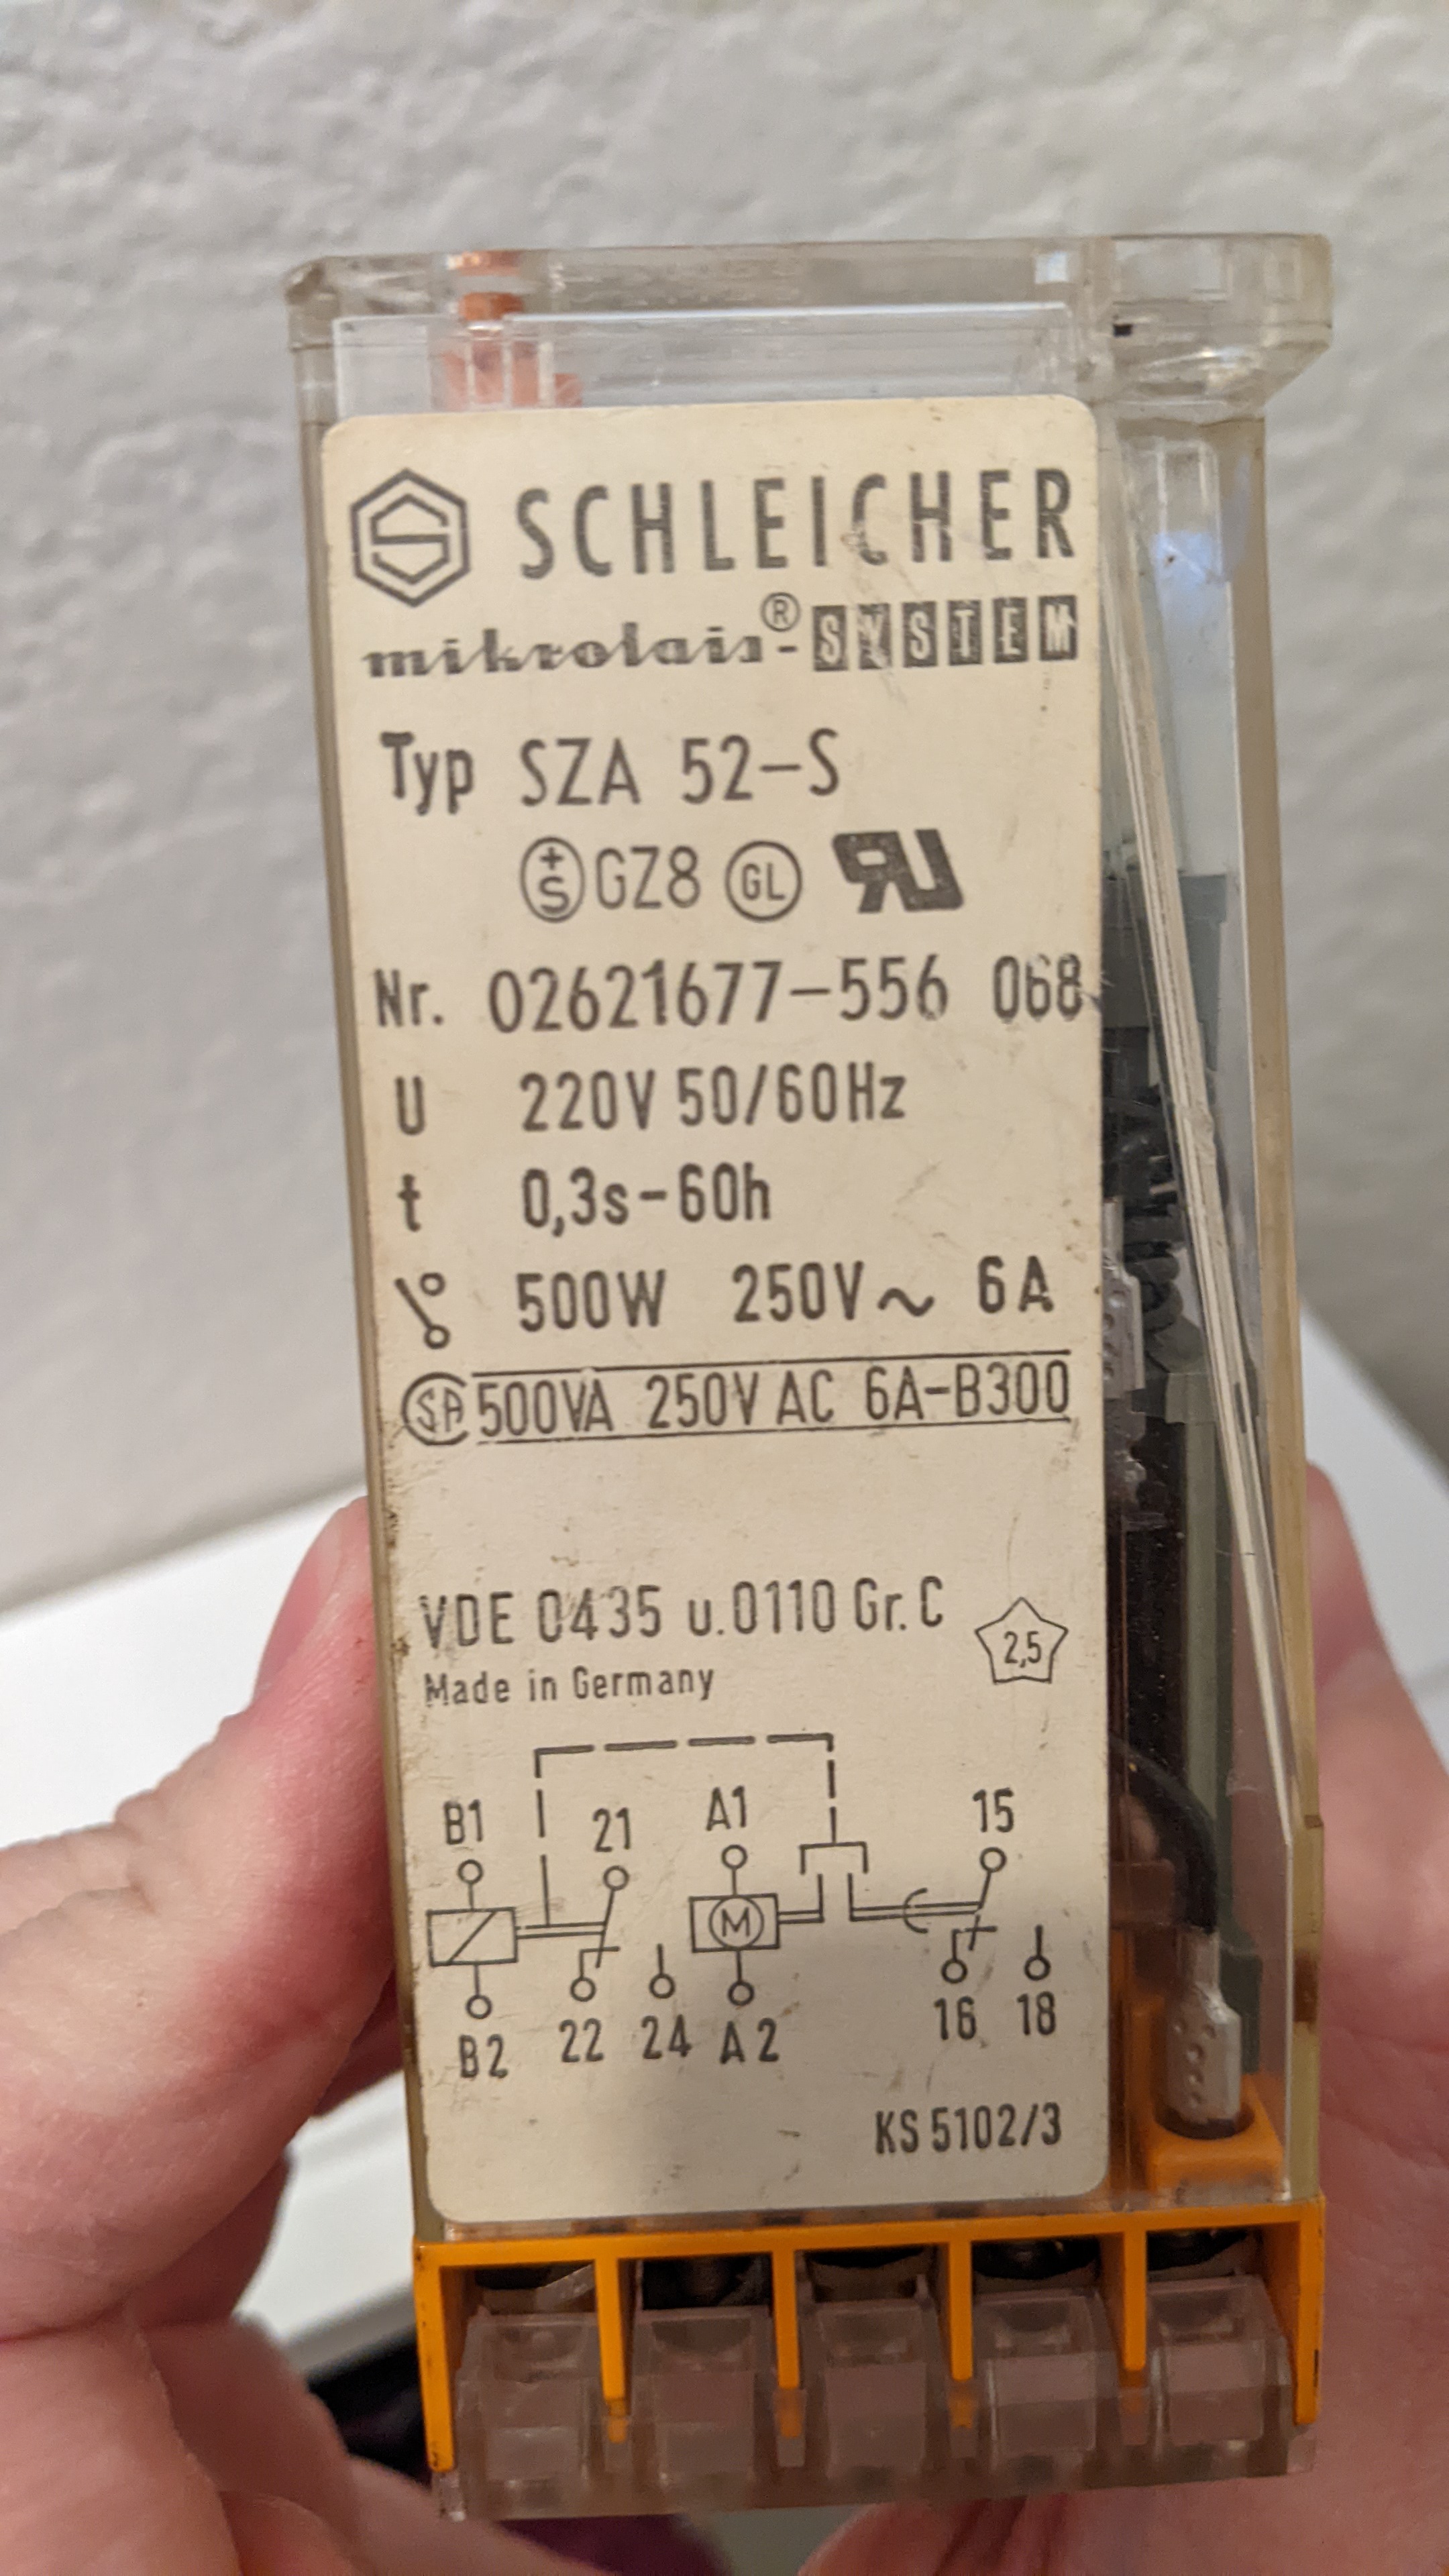 SCHLEICHER
mikrolais®-SYSTEM
Typ SZA 52-S
+S GZ8 GL RU
Nr. 02621677-556 068
U 220V 50/60Hz
t 0,3s-60h
500W 250V~ 6A
SA 500VA 250V AC 6A-B300
VDE 0435 u.0110 Gr. C
2,5
Made in Germany
B1 21 A1 15
M
B2 22 24 A2 16 18
KS 5102/3